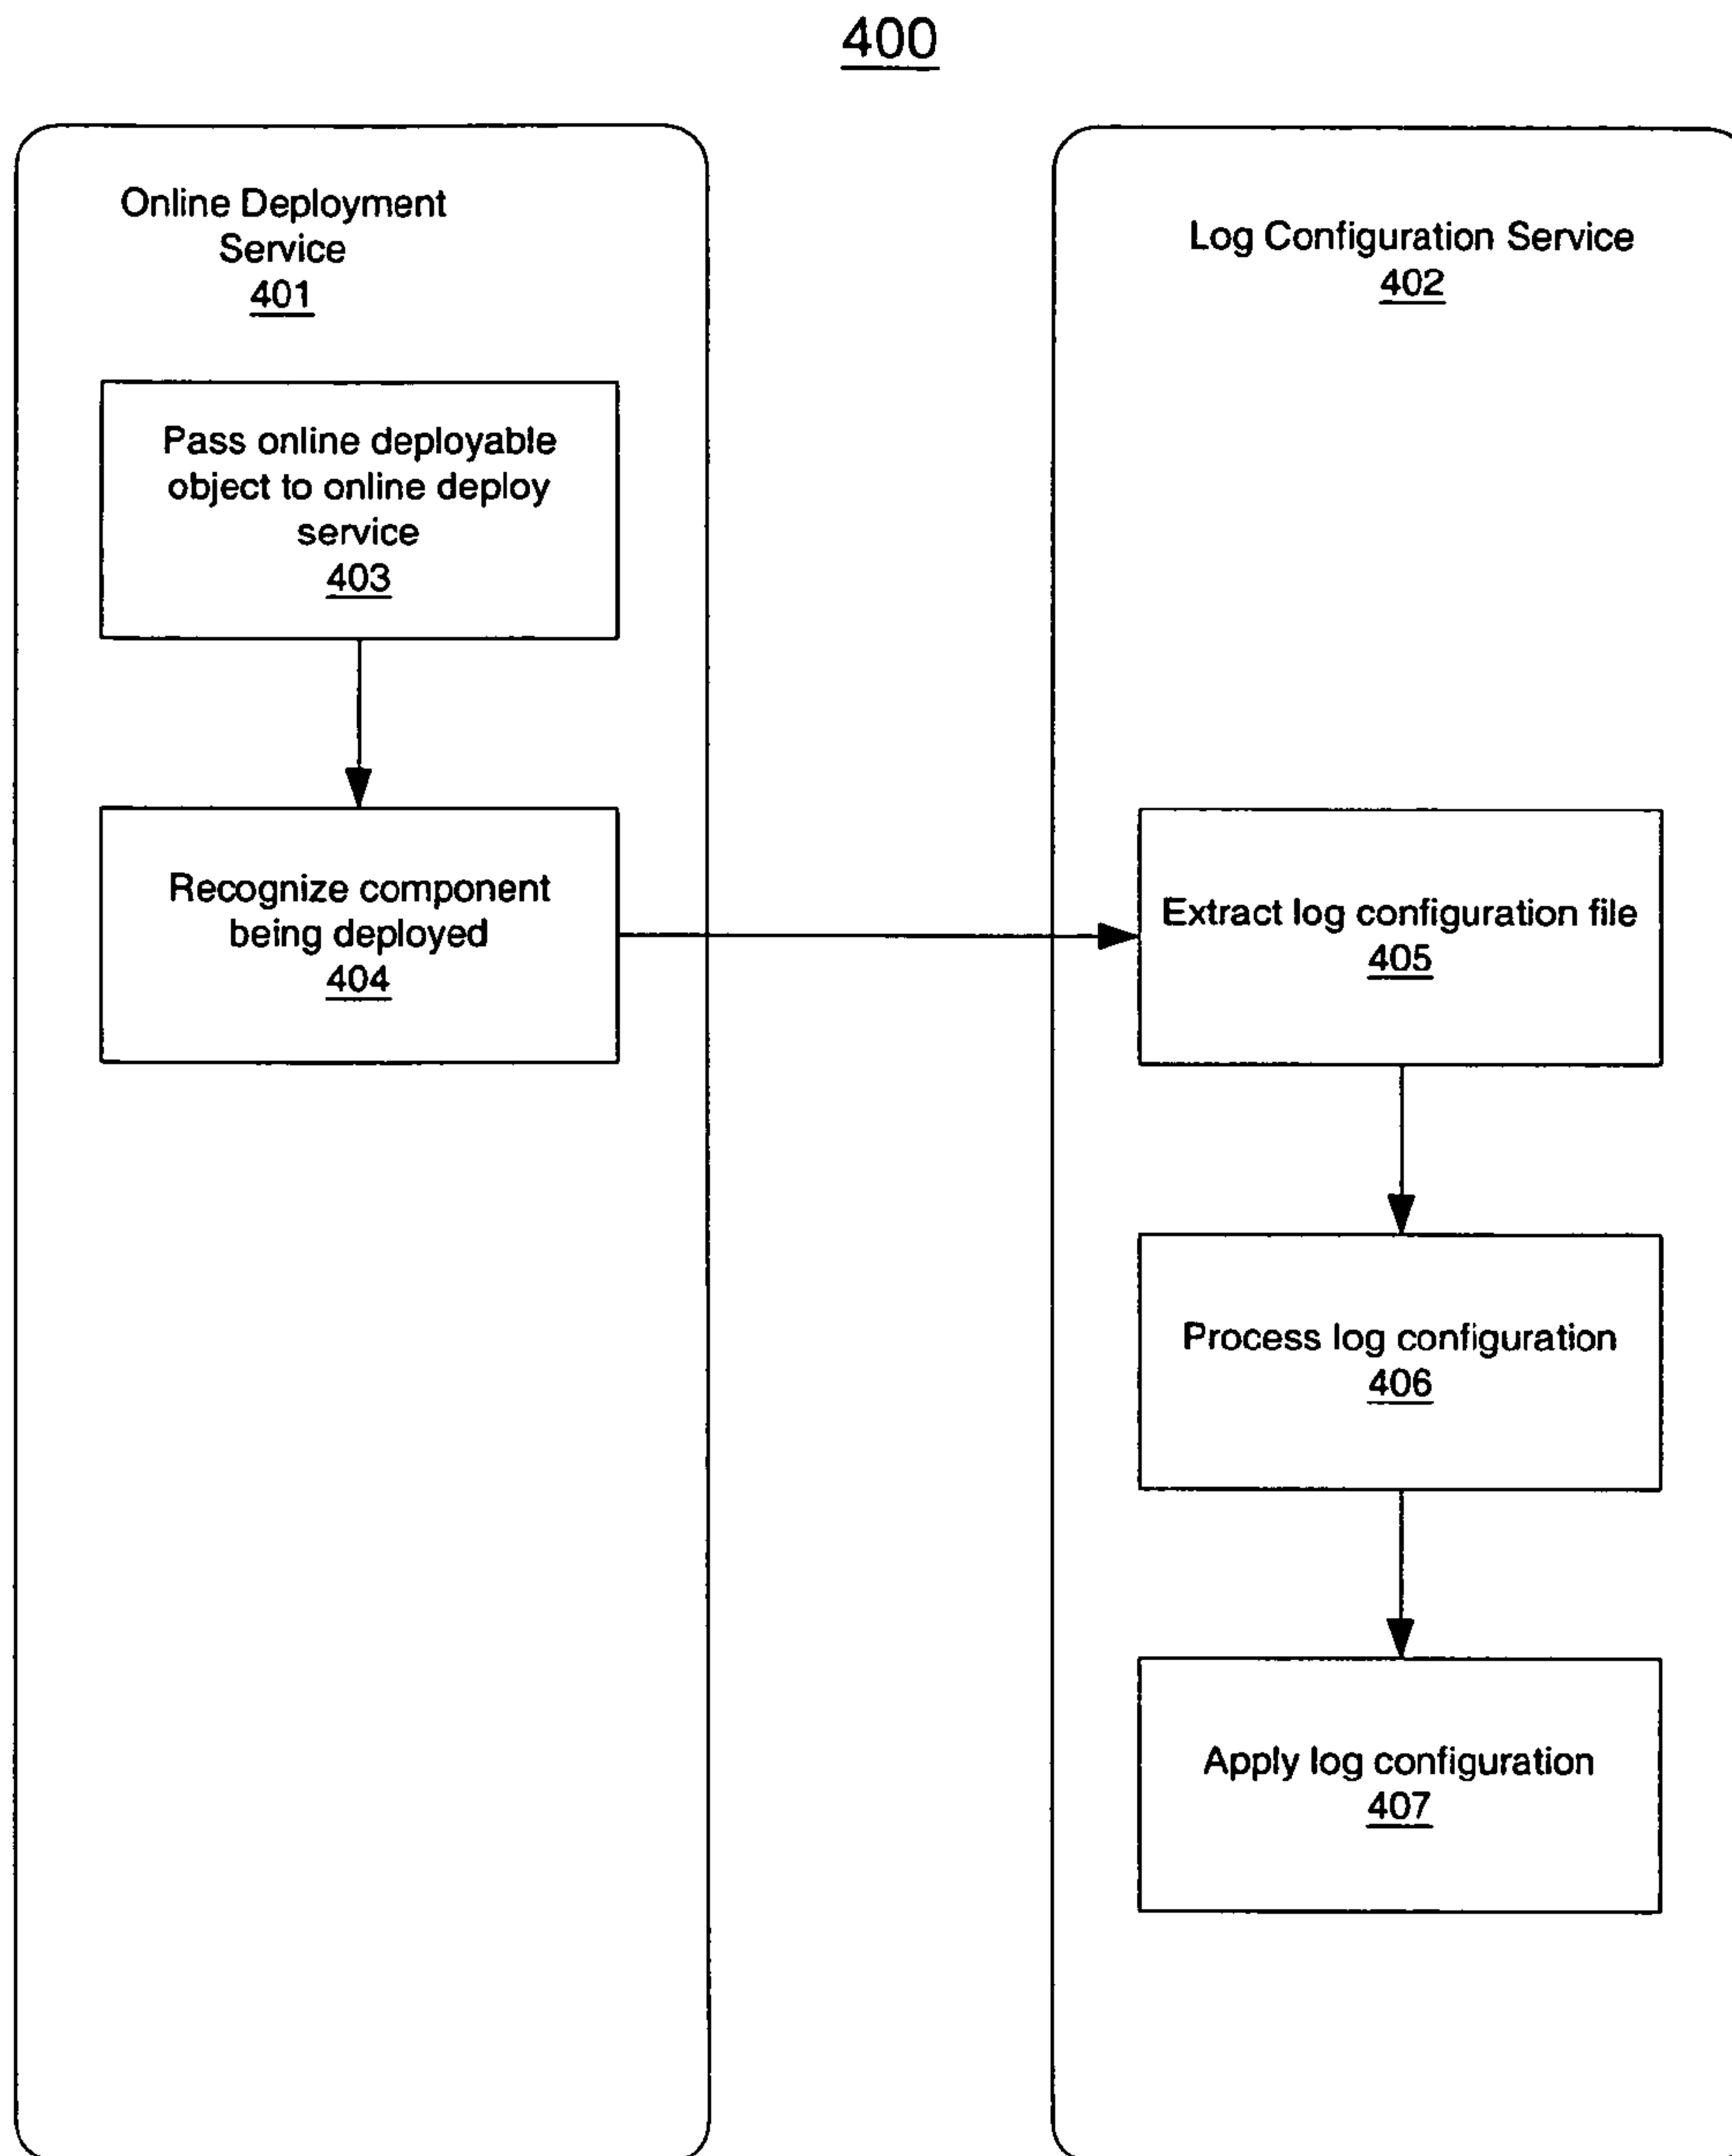 400
Online Deployment
Service
401
Pass online deployable
object to online deploy
service
403
Recognize component
being deployed
404
Log Configuration Service
402
Extract log configuration file
405
Process log configuration
406
Apply log configuration
407